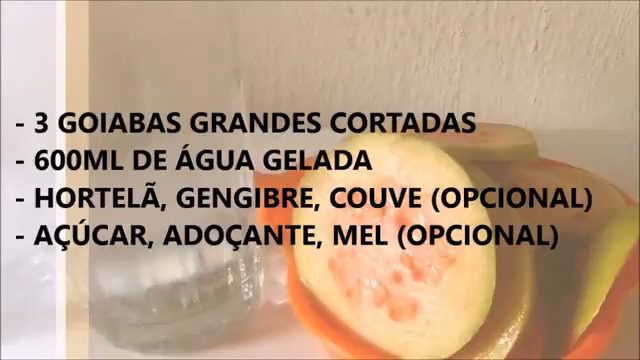 - 3 GOIABAS GRANDES CORTADAS
- 600ML DE ÁGUA GELADA
- HORTELÃ, GENGIBRE, COUVE (OPCIONAL)
- AÇÚCAR, ADOÇANTE, MEL (OPCIONAL)